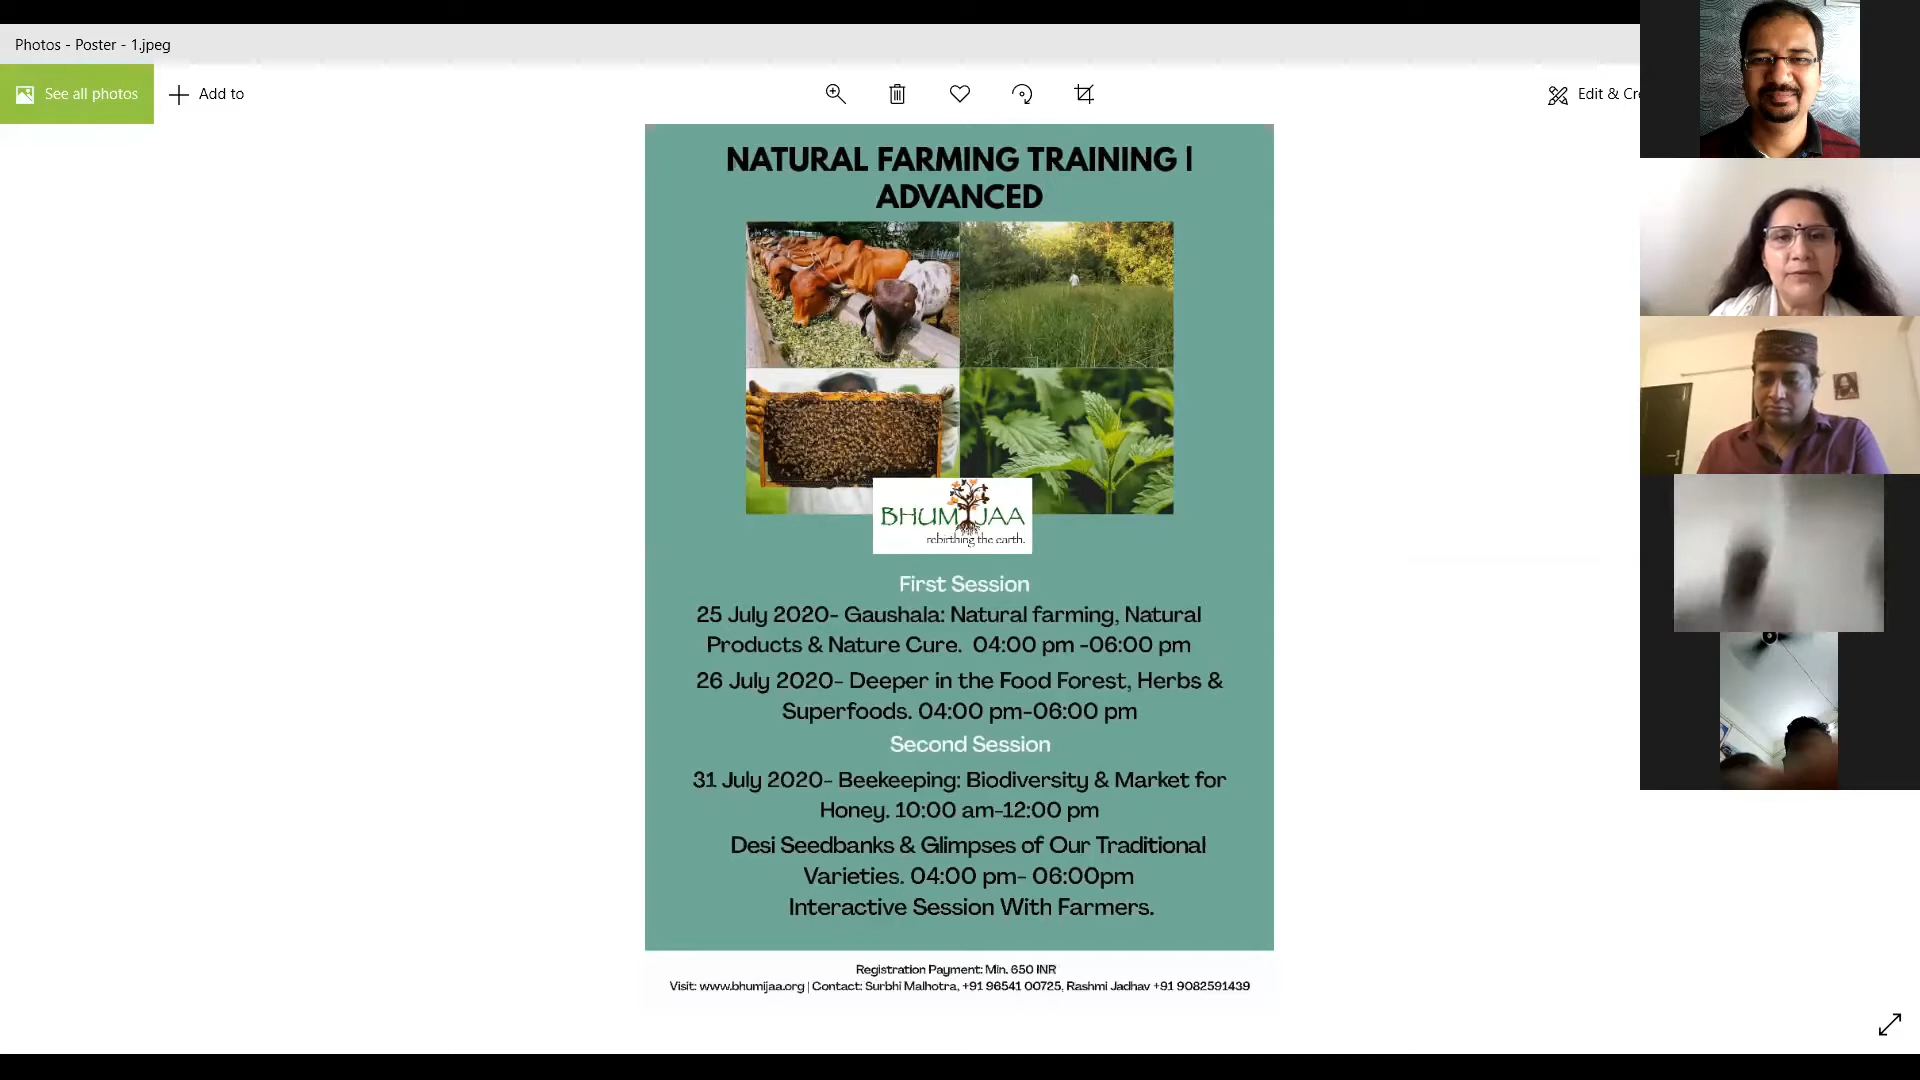 Photos - Poster - 1.jpeg
See all photos
Add to
Edit & Cre
NATURAL FARMING TRAINING |
ADVANCED
BHUMIJAA
rebirthing the earth.
First Session
25 July 2020- Gaushala: Natural farming, Natural
Products & Nature Cure. 04:00 pm -06:00 pm
26 July 2020- Deeper in the Food Forest, Herbs &
Superfoods. 04:00 pm-06:00 pm
Second Session
31 July 2020- Beekeeping: Biodiversity & Market for
Honey. 10:00 am-12:00 pm
Desi Seedbanks & Glimpses of Our Traditional
Varieties. 04:00 pm- 06:00pm
Interactive Session With Farmers.
Registration Payment: Min. 650 INR
Visit: www.bhumijaa.org | Contact: Surbhi Malhotra, +91 96541 00725, Rashmi Jadhav +91 9082591439